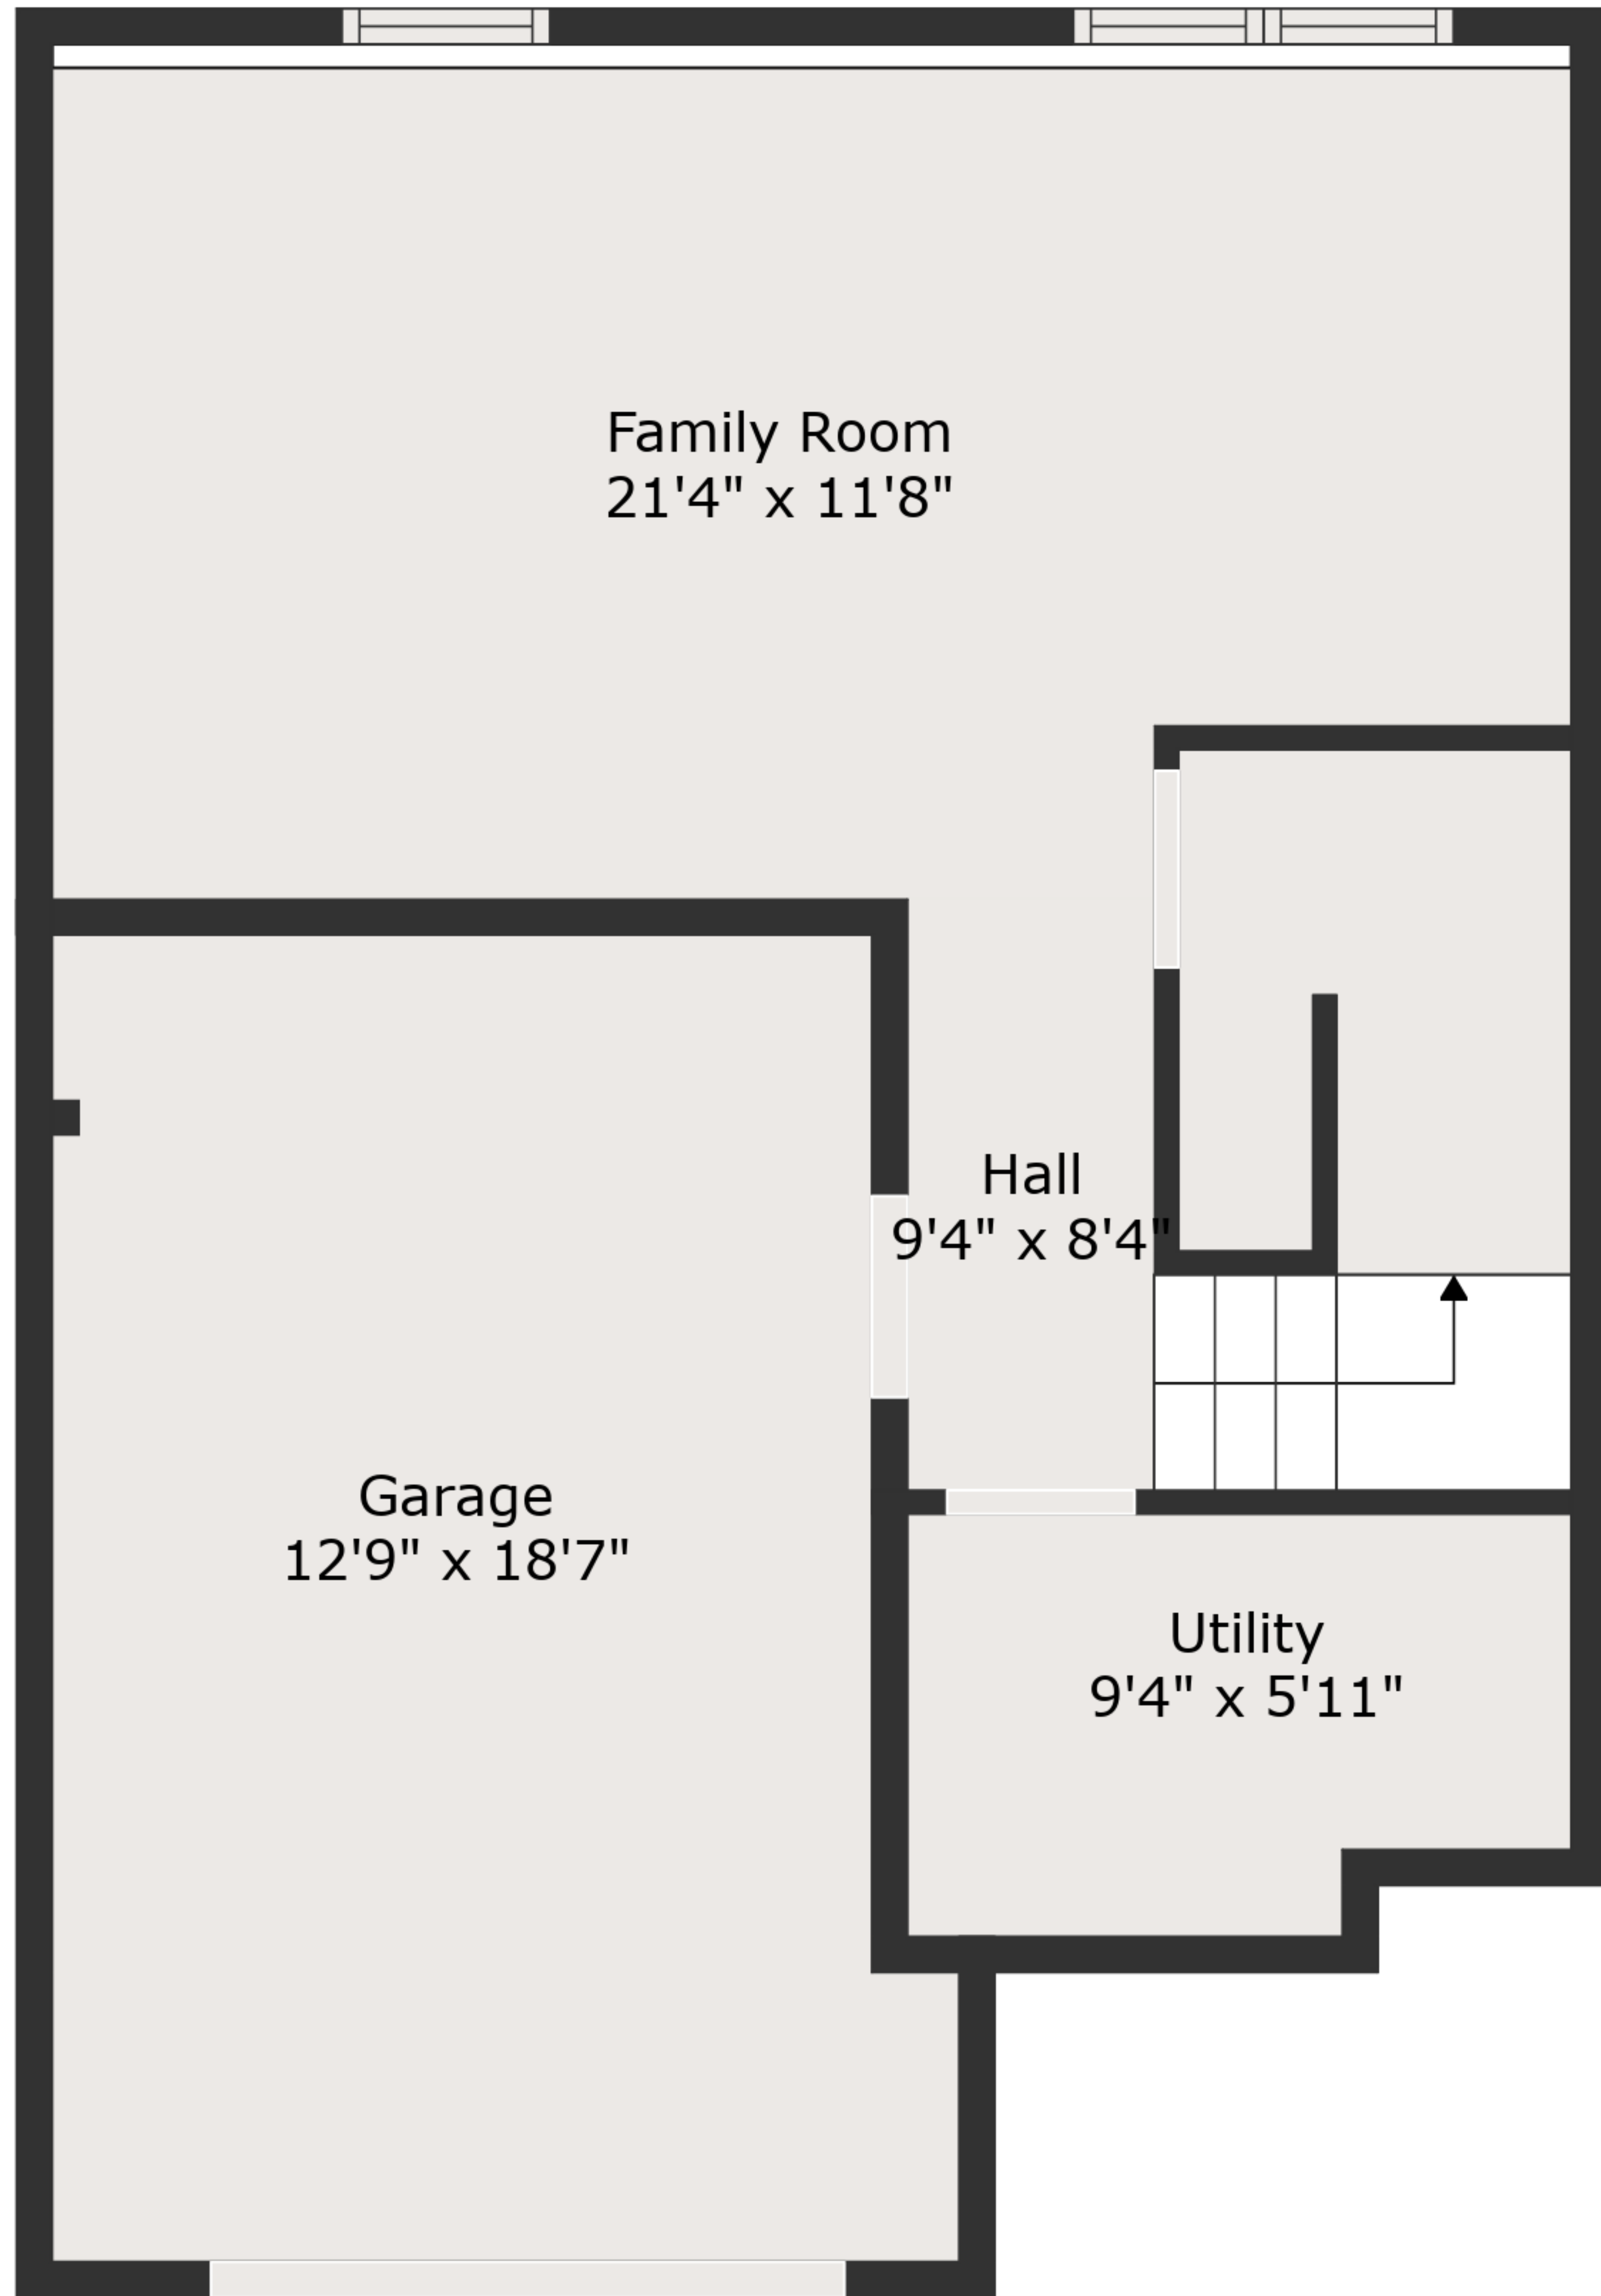 Family Room
21'4" x 11'8"
Hall
9'4" x 8'4"
Garage
12'9" x 18'7"
Utility
9'4" x 5'11"